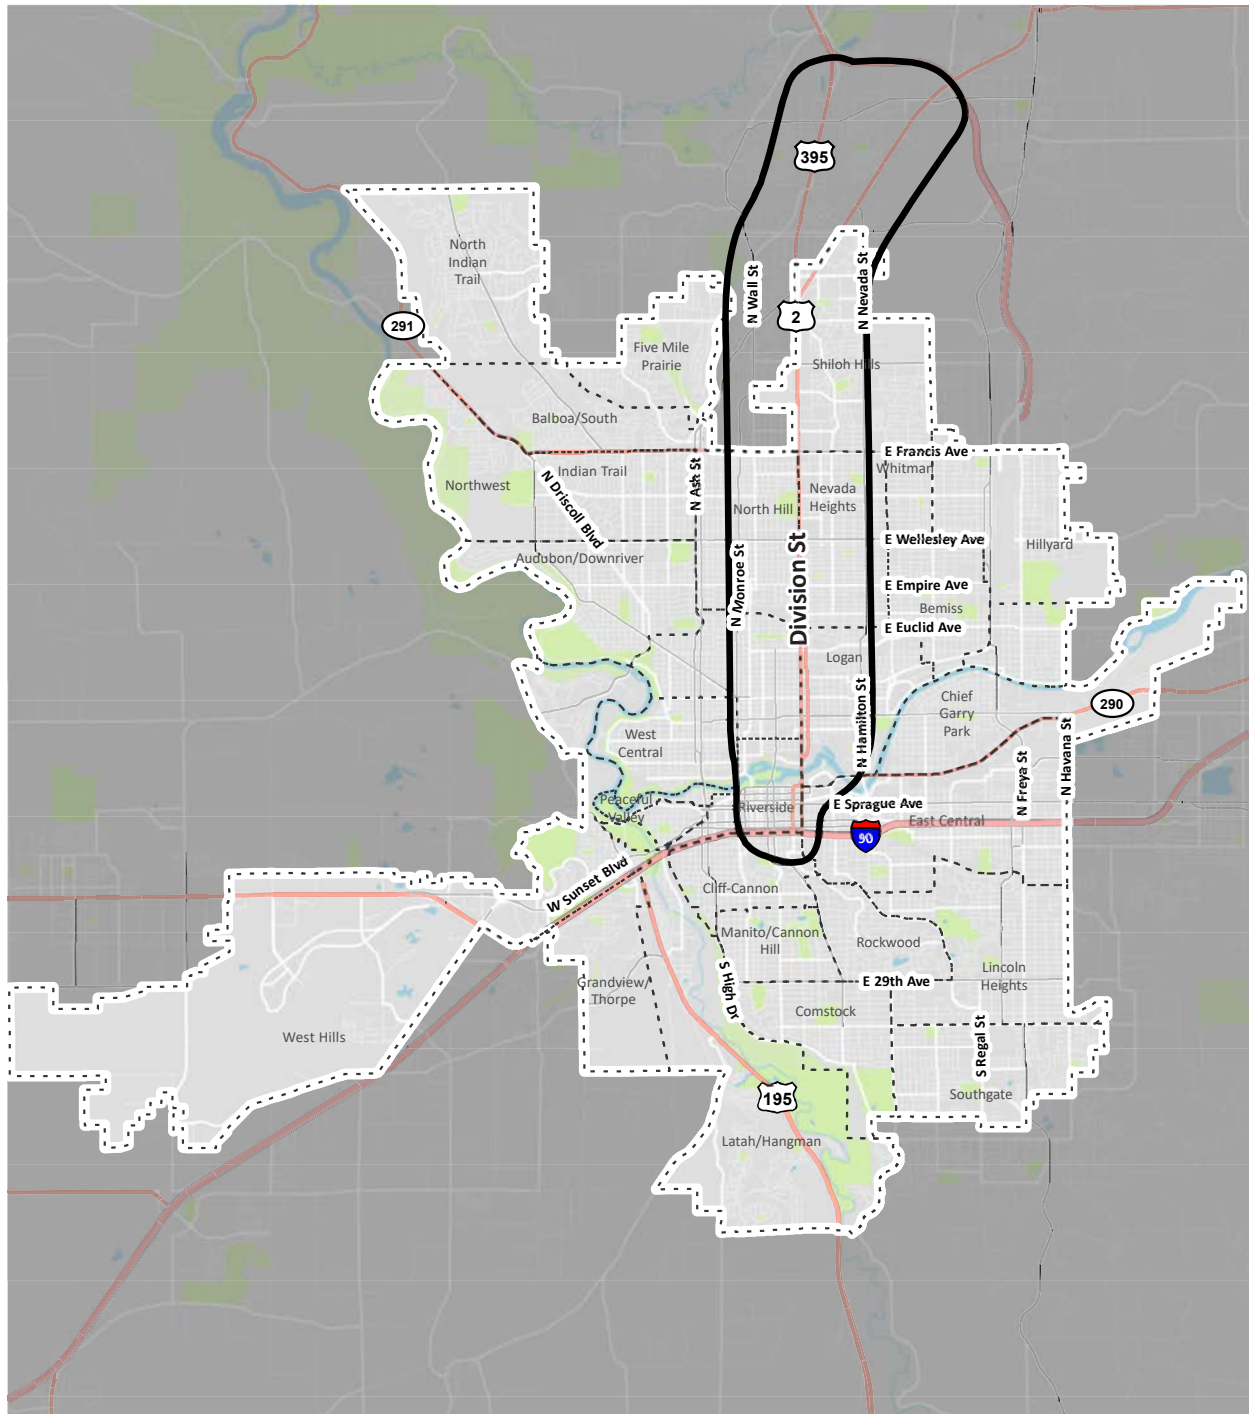 395
North
Indian
Trail
N Wall St
N Nevada St
291
2
Five Mile
Prairie
Shiloh Hills
Balboa/South
Indian Trail
E Francis Ave
Whitman
N Ash St
Northwest
N Driscoll Blvd
North Hill
Nevada
Heights
Division St
E Wellesley Ave
Hillyard
Audubon/Downriver
N Monroe St
E Empire Ave
Bemiss
E Euclid Ave
Logan
N Hamilton St
Chief
Garry
Park
290
West
Central
N Freya St
N Havana St
Peaceful
Valley
Riverside
E Sprague Ave
East Central
90
W Sunset Blvd
Cliff-Cannon
Manito/Cannon
Hill
Rockwood
S High Dr
Grandview/
Thorpe
E 29th Ave
Lincoln
Heights
Comstock
West Hills
S Regal St
195
Southgate
Latah/Hangman